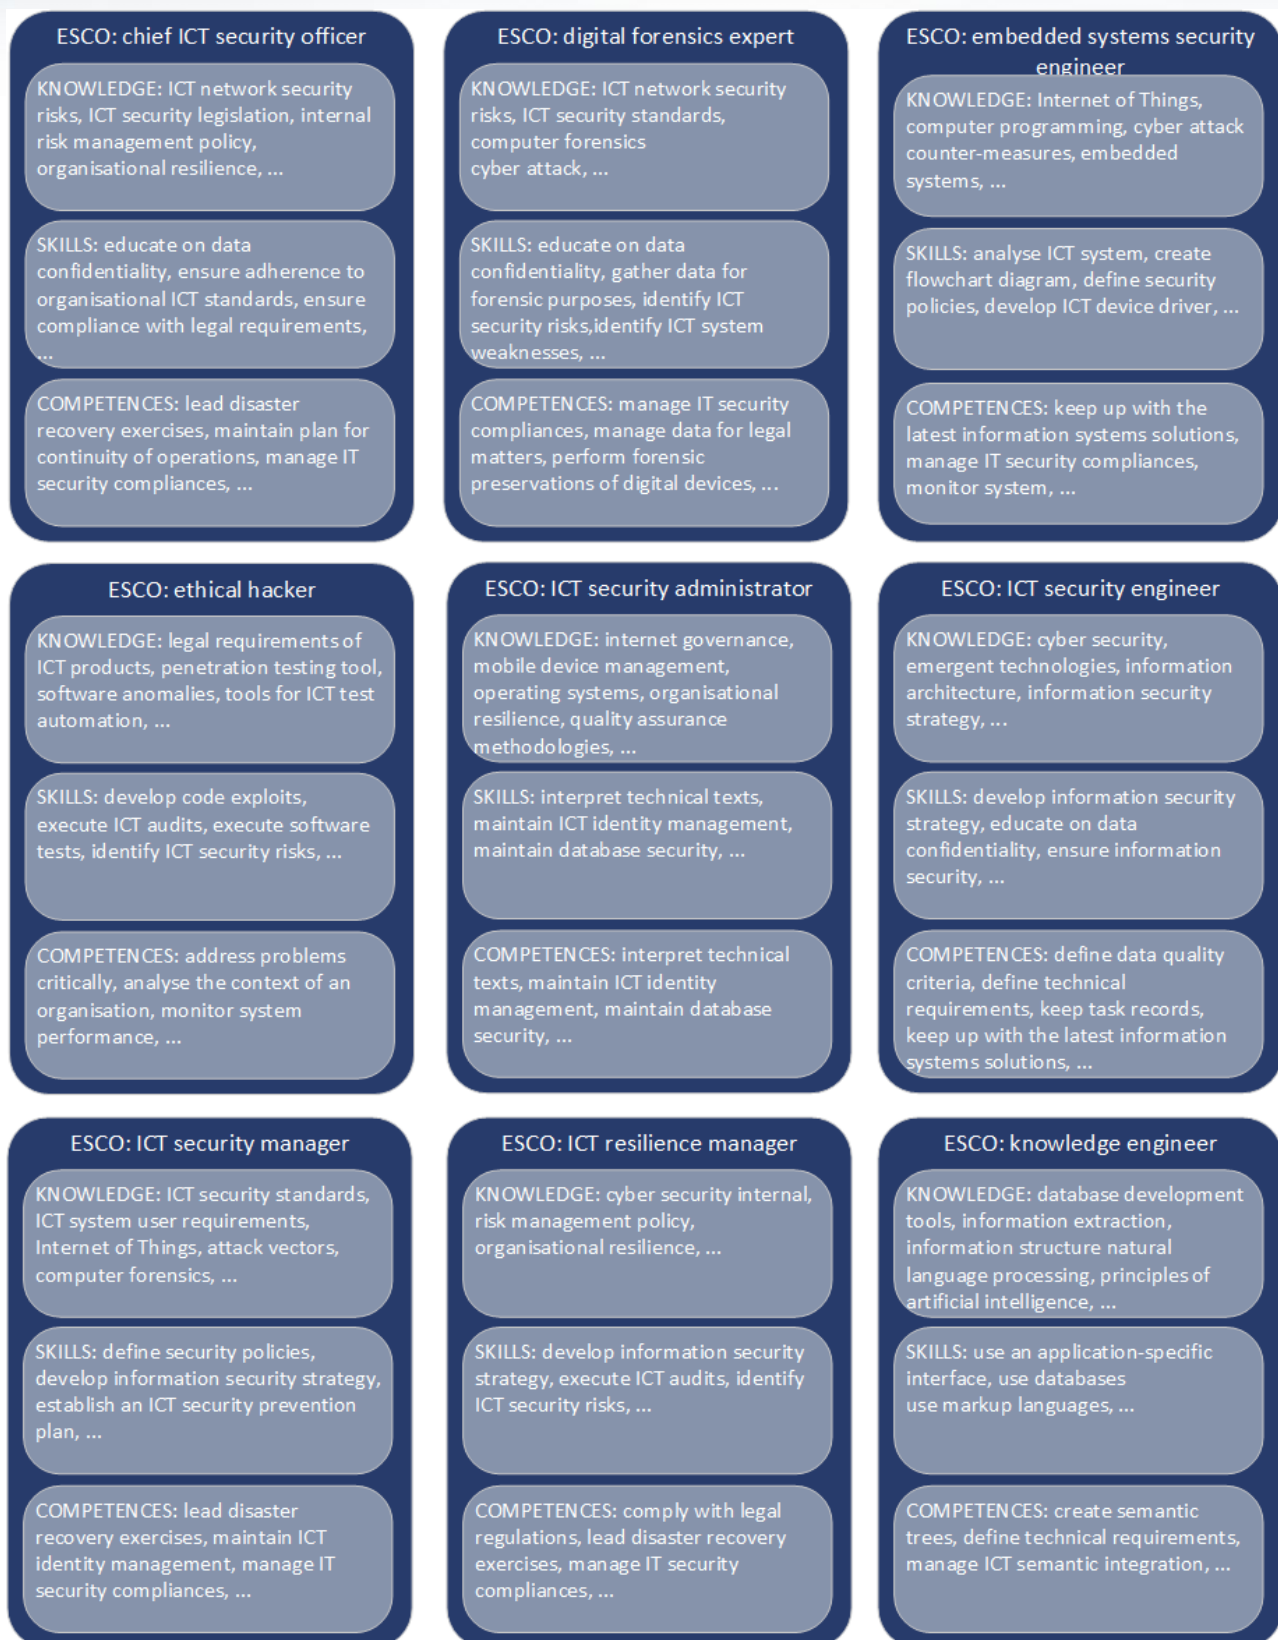 ESCO: chief ICT security officer
KNOWLEDGE: ICT network security
risks, ICT security legislation, internal
risk management policy,
organisational resilience, ...
SKILLS: educate on data
confidentiality, ensure adherence to
organisational ICT standards, ensure
compliance with legal requirements,
...
COMPETENCES: lead disaster
recovery exercises, maintain plan for
continuity of operations, manage IT
security compliances, ...
ESCO: digital forensics expert
KNOWLEDGE: ICT network security
risks, ICT security standards,
computer forensics
cyber attack, ...
SKILLS: educate on data
confidentiality, gather data for
forensic purposes, identify ICT
security risks,identify ICT system
weaknesses, ...
COMPETENCES: manage IT security
compliances, manage data for legal
matters, perform forensic
preservations of digital devices, ...
ESCO: embedded systems security
engineer
KNOWLEDGE: Internet of Things,
computer programming, cyber attack
counter-measures, embedded
systems, ...
SKILLS: analyse ICT system, create
flowchart diagram, define security
policies, develop ICT device driver, ...
COMPETENCES: keep up with the
latest information systems solutions,
manage IT security compliances,
monitor system, ...
ESCO: ethical hacker
KNOWLEDGE: legal requirements of
ICT products, penetration testing tool,
software anomalies, tools for ICT test
automation, ...
SKILLS: develop code exploits,
execute ICT audits, execute software
tests, identify ICT security risks, ...
COMPETENCES: address problems
critically, analyse the context of an
organisation, monitor system
performance, ...
ESCO: ICT security administrator
KNOWLEDGE: internet governance,
mobile device management,
operating systems, organisational
resilience, quality assurance
methodologies, ...
SKILLS: interpret technical texts,
maintain ICT identity management,
maintain database security, ...
COMPETENCES: interpret technical
texts, maintain ICT identity
management, maintain database
security, ...
ESCO: ICT security engineer
KNOWLEDGE: cyber security,
emergent technologies, information
architecture, information security
strategy, ...
SKILLS: develop information security
strategy, educate on data
confidentiality, ensure information
security, ...
COMPETENCES: define data quality
criteria, define technical
requirements, keep task records,
keep up with the latest information
systems solutions, ...
ESCO: ICT security manager
KNOWLEDGE: ICT security standards,
ICT system user requirements,
Internet of Things, attack vectors,
computer forensics, ...
SKILLS: define security policies,
develop information security strategy,
establish an ICT security prevention
plan, ...
COMPETENCES: lead disaster
recovery exercises, maintain ICT
identity management, manage IT
security compliances, ...
ESCO: ICT resilience manager
KNOWLEDGE: cyber security internal,
risk management policy,
organisational resilience, ...
SKILLS: develop information security
strategy, execute ICT audits, identify
ICT security risks, ...
COMPETENCES: comply with legal
regulations, lead disaster recovery
exercises, manage IT security
compliances, ...
ESCO: knowledge engineer
KNOWLEDGE: database development
tools, information extraction,
information structure natural
language processing, principles of
artificial intelligence, ...
SKILLS: use an application-specific
interface, use databases
use markup languages, ...
COMPETENCES: create semantic
trees, define technical requirements,
manage ICT semantic integration, ...